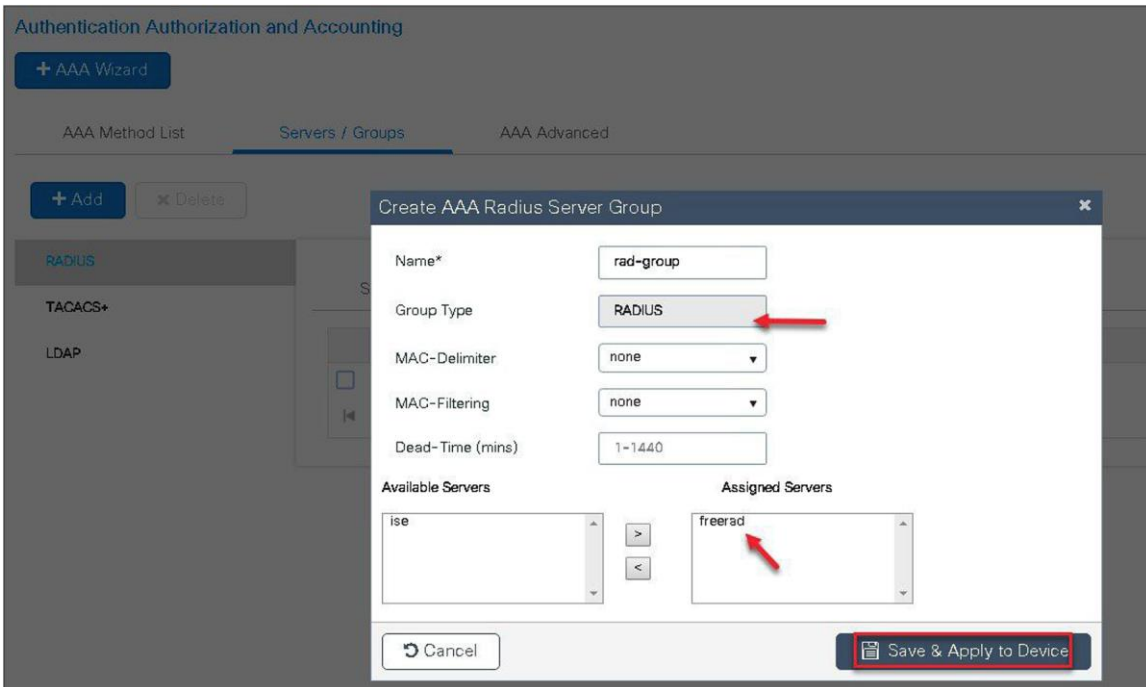 Authentication Authorization and Accounting
+ AAA Wizard
AAA Method List Servers / Groups AAA Advanced
+ Add × Delete
RADIUS
TACACS+
LDAP
S
Create AAA Radius Server Group ×
Name* rad-group
Group Type RADIUS
MAC-Delimiter none
MAC-Filtering none
Dead-Time (mins) 1-1440
Available Servers Assigned Servers
ise > freerad
<
Cancel Save & Apply to Device